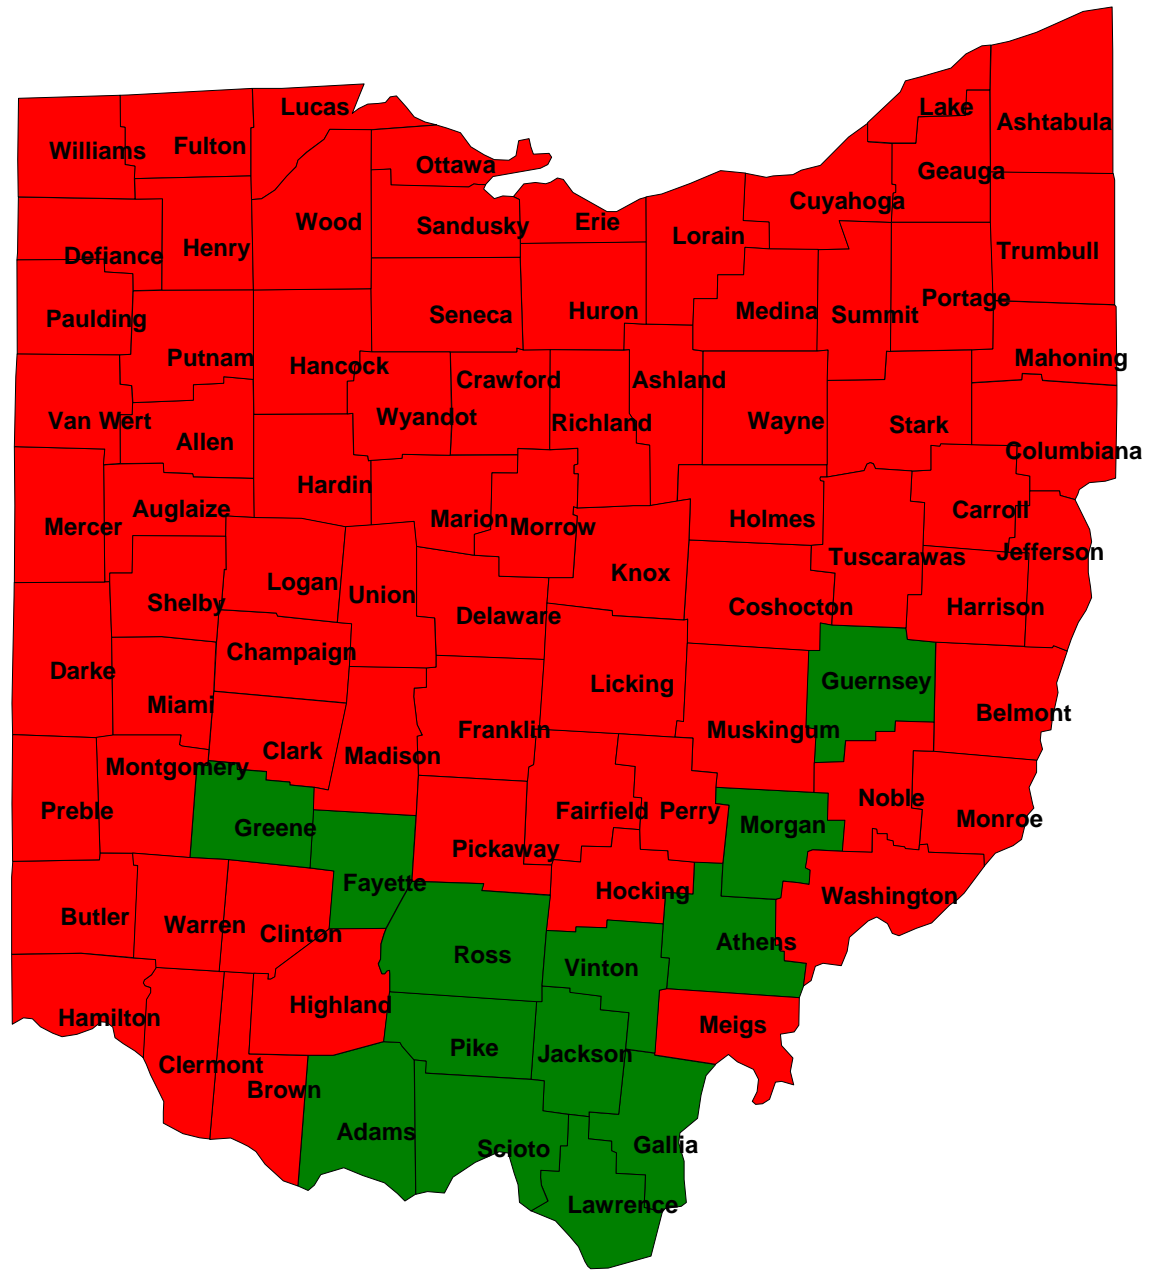 Lucas
Lake
Ashtabula
Williams
Fulton
Ottawa
Geauga
Cuyahoga
Wood
Sandusky
Erie
Lorain
Defiance
Henry
Trumbull
Paulding
Seneca
Huron
Medina
Summit
Portage
Putnam
Hancock
Crawford
Ashland
Mahoning
Van Wert
Allen
Wyandot
Richland
Wayne
Stark
Columbiana
Hardin
Mercer
Auglaize
Marion
Morrow
Holmes
Carroll
Jefferson
Tuscarawas
Logan
Union
Knox
Shelby
Delaware
Coshocton
Harrison
Champaign
Darke
Licking
Guernsey
Miami
Belmont
Franklin
Muskingum
Clark
Madison
Montgomery
Preble
Fairfield
Perry
Noble
Monroe
Greene
Morgan
Pickaway
Fayette
Hocking
Washington
Butler
Warren
Clinton
Athens
Ross
Vinton
Highland
Hamilton
Meigs
Pike
Jackson
Clermont
Brown
Adams
Scioto
Gallia
Lawrence